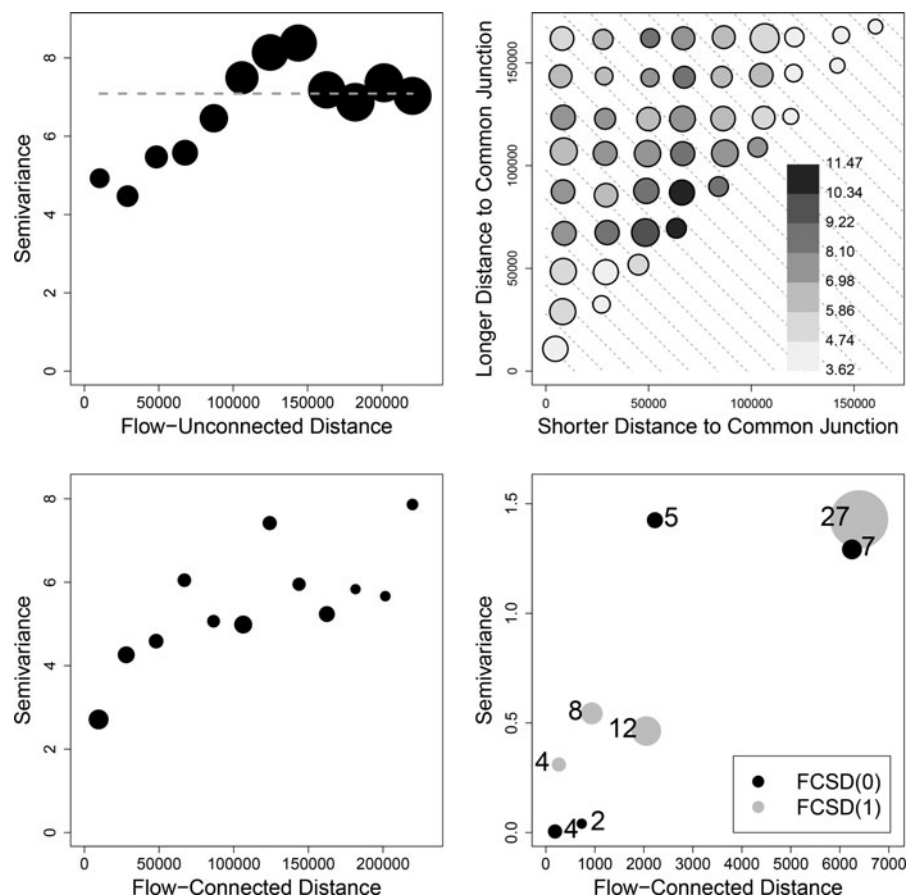 Semivariance
8
6
4
2
0
0 50000 100000 150000 200000
Flow-Unconnected Distance
Longer Distance to Common Junction
150000
100000
50000
0
11.47
10.34
9.22
8.10
6.98
5.86
4.74
3.62
0 50000 100000 150000
Shorter Distance to Common Junction
Semivariance
8
6
4
2
0
0 50000 100000 150000 200000
Flow-Connected Distance
Semivariance
1.5
1.0
0.5
0.0
5
27
7
8
12
4
4
2
FCSD(0)
FCSD(1)
0 1000 2000 3000 4000 5000 6000 7000
Flow-Connected Distance